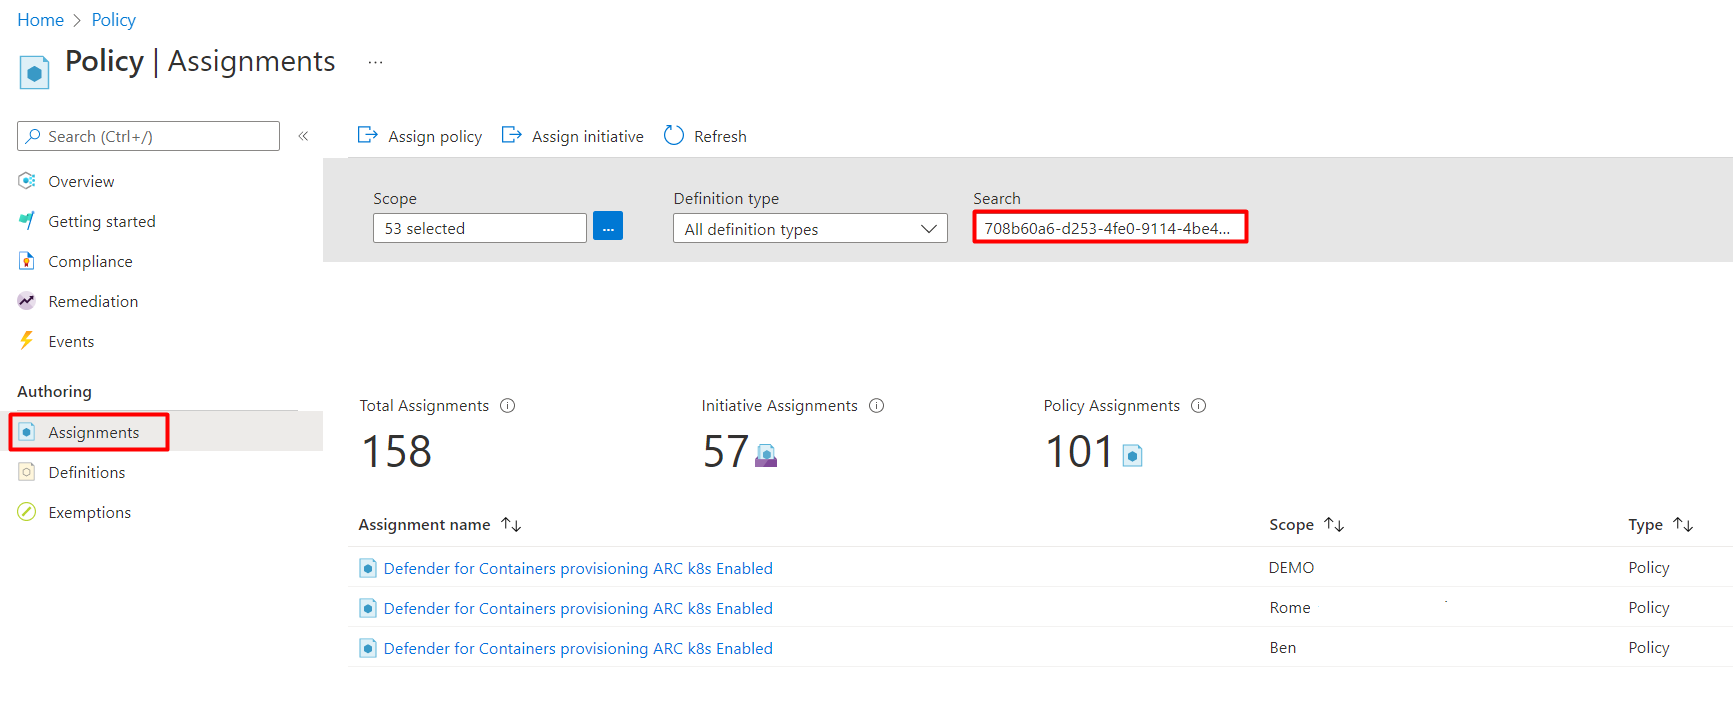 Home > Policy
Policy | Assignments ...
Search (Ctrl+/) «
Overview
Getting started
Compliance
Remediation
Events
Authoring
Assignments
Definitions
Exemptions
Assign policy Assign initiative Refresh
Scope Definition type Search
53 selected ... All definition types 708b60a6-d253-4fe0-9114-4be4...
Total Assignments Initiative Assignments Policy Assignments
158 57 101
Assignment name ↑↓ Scope ↑↓ Type ↑↓
Defender for Containers provisioning ARC k8s Enabled DEMO Policy
Defender for Containers provisioning ARC k8s Enabled Rome Policy
Defender for Containers provisioning ARC k8s Enabled Ben Policy